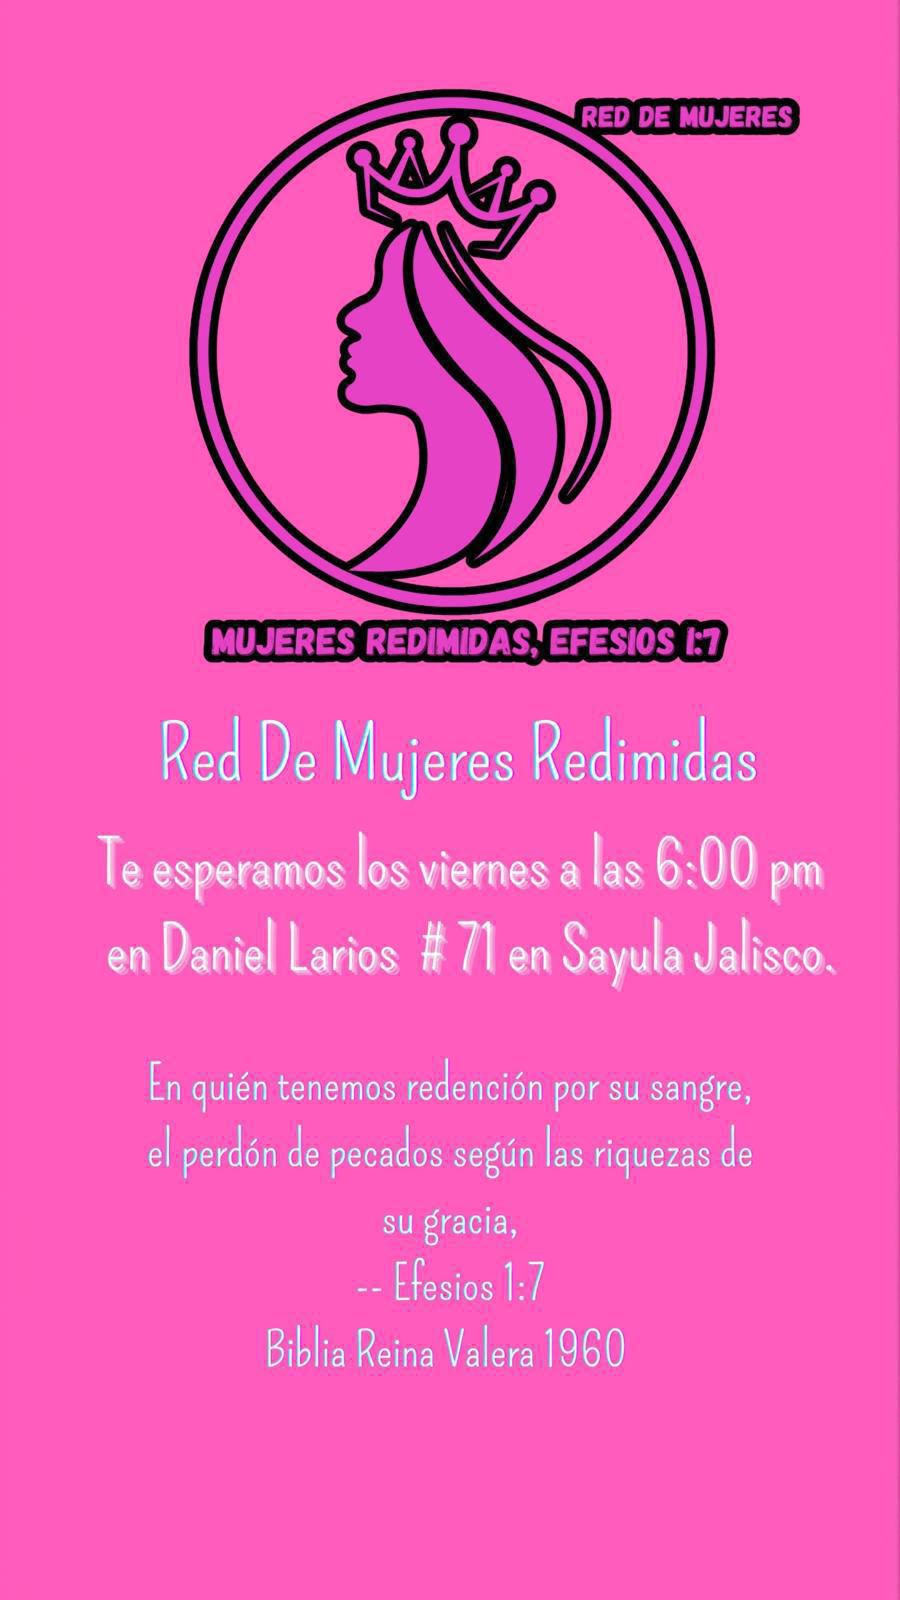 RED DE MUJERES
MUJERES REDIMIDAS, EFESIOS 1:7
Red De Mujeres Redimidas
Te esperamos los viernes a las 6:00 pm
en Daniel Larios # 71 en Sayula Jalisco.
En quién tenemos redención por su sangre,
el perdón de pecados según las riquezas de
su gracia,
-- Efesios 1:7
Biblia Reina Valera 1960